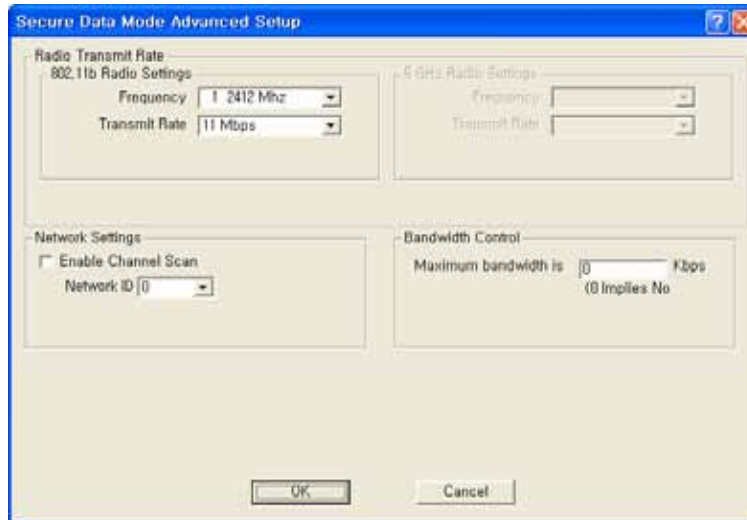 Secure Data Mode Advanced Setup
Radio Transmit Rate
802.11b Radio Settings
Frequency 1 2412 Mhz
Transmit Rate 11 Mbps
GHz Radio Settings
Frequency
Transmit Rate
Network Settings
Enable Channel Scan
Network ID 0
Bandwidth Control
Maximum bandwidth is 0 Kbps
(0 Implies No
OK
Cancel